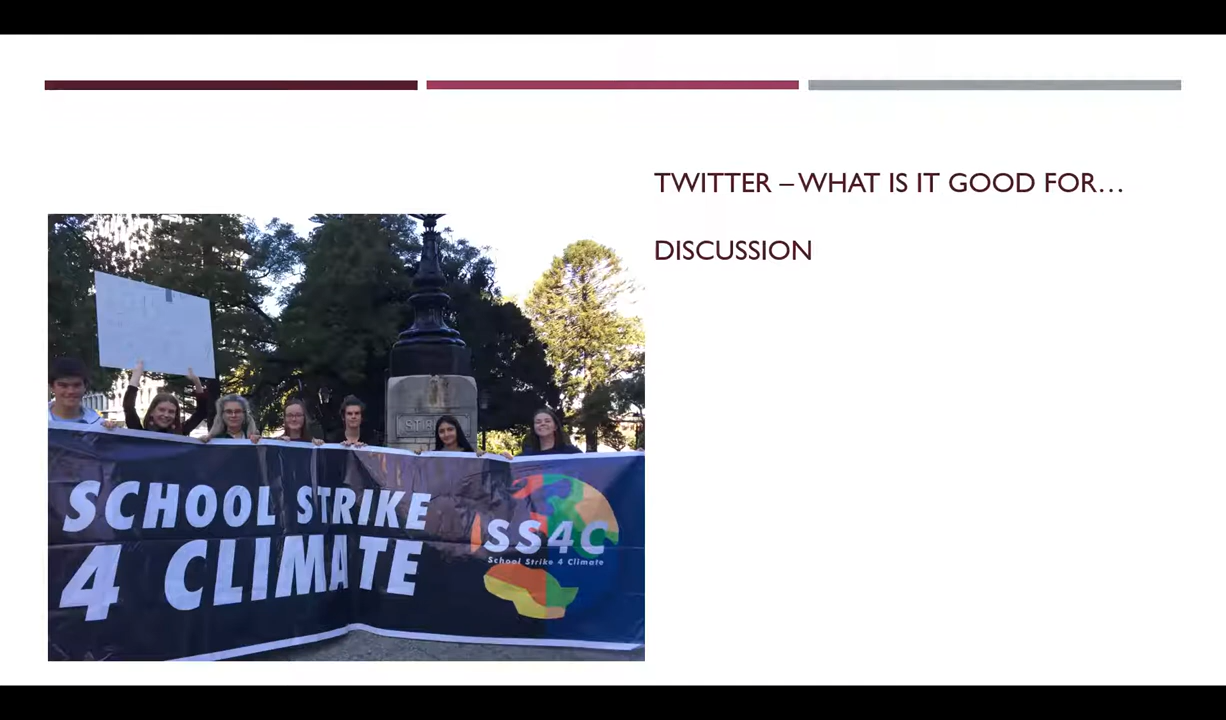 TWITTER – WHAT IS IT GOOD FOR…
DISCUSSION
SCHOOL STRIKE
4 CLIMATE
SS4C
School Strike 4 Climate